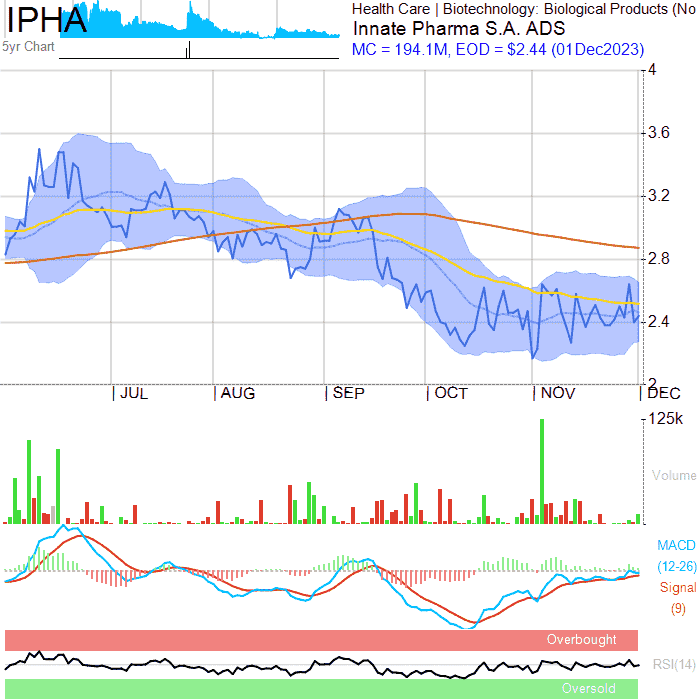 IPHA
5yr Chart
Health Care | Biotechnology: Biological Products (No
Innate Pharma S.A. ADS
MC = 194.1M, EOD = $2.44 (01Dec2023)
4
3.6
3.2
2.8
2.4
2
JUL AUG SEP OCT NOV DEC
125k
Volume
MACD
(12-26)
Signal
(9)
Overbought
RSI(14)
Oversold